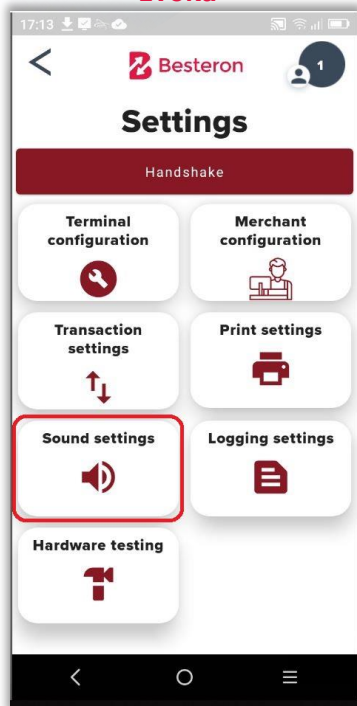 17:13
Besteron
1
Settings
Handshake
Terminal
configuration
Merchant
configuration
Transaction
settings
Print settings
Sound settings
Logging settings
Hardware testing